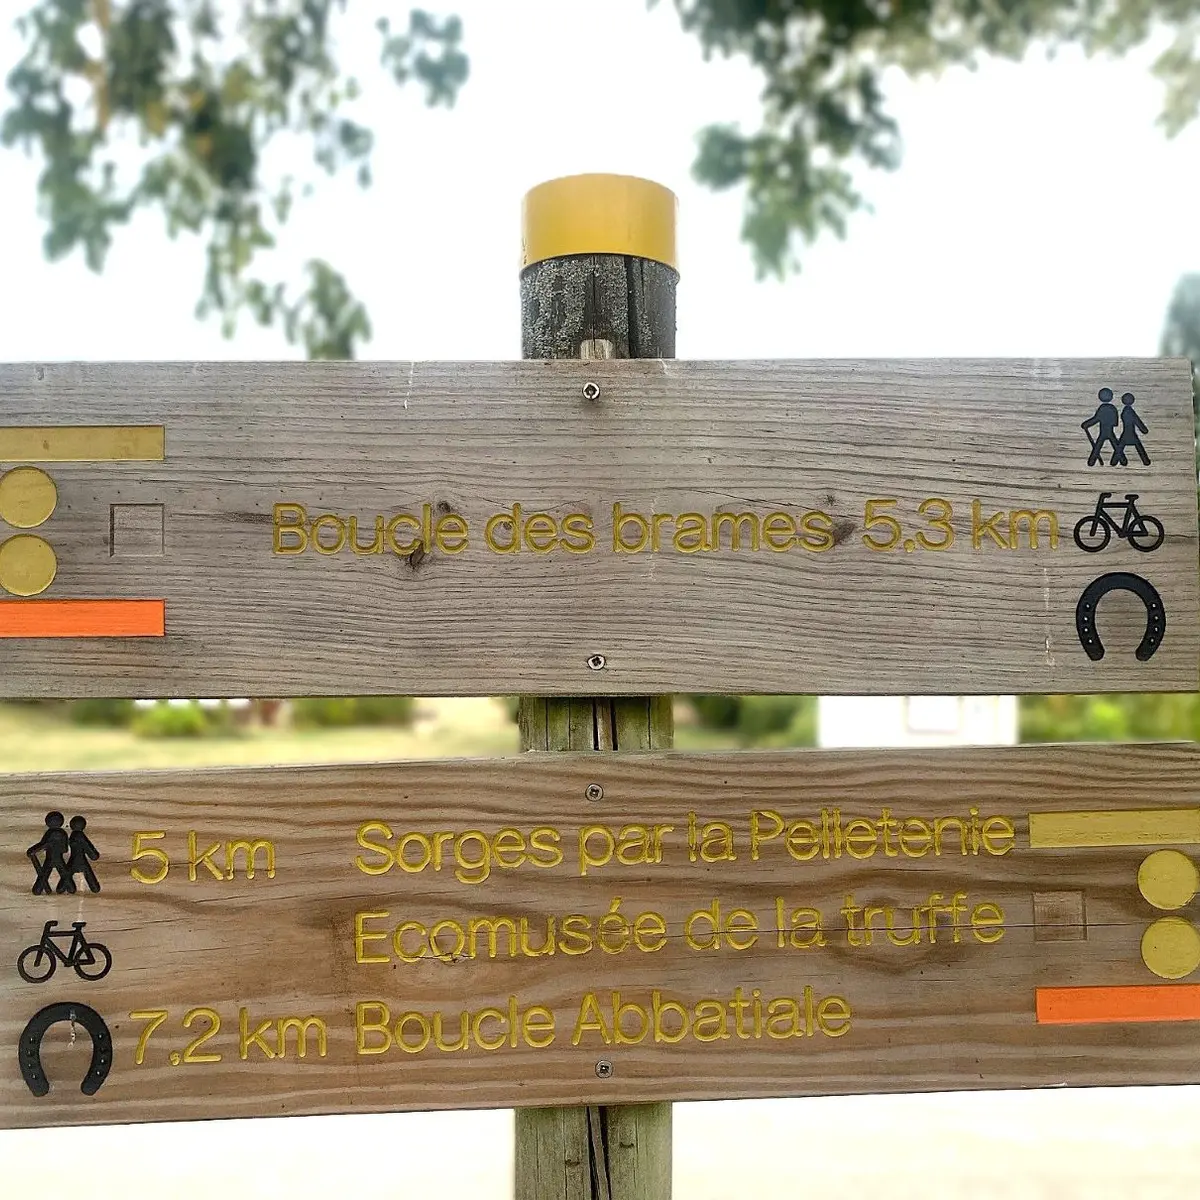 Boucle des brames 5,3 km
5 km Sorges par la Pelletenie
Ecomusée de la truffe
7,2 km Boucle Abbatiale